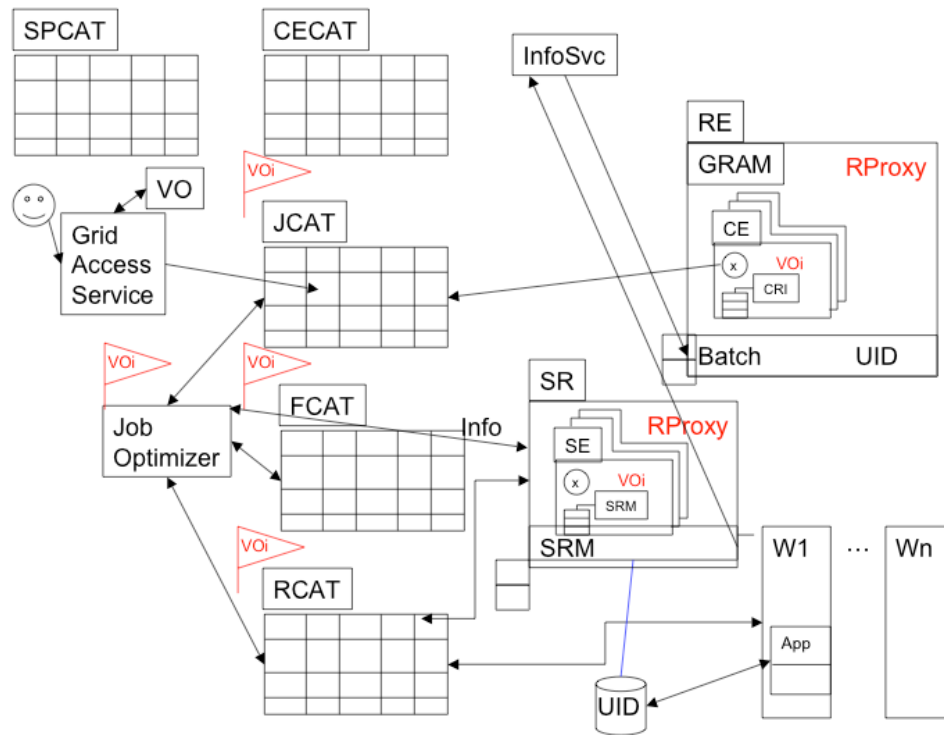 SPCAT
CECAT
InfoSvc
RE
GRAM
RProxy
VOi
VO
CE
Grid
Access
Service
JCAT
x
VOi
CRI
VOi
VOi
Batch
UID
SR
FCAT
Info
RProxy
Job
Optimizer
SE
x
VOi
SRM
VOi
SRM
W1
...
Wn
RCAT
App
UID